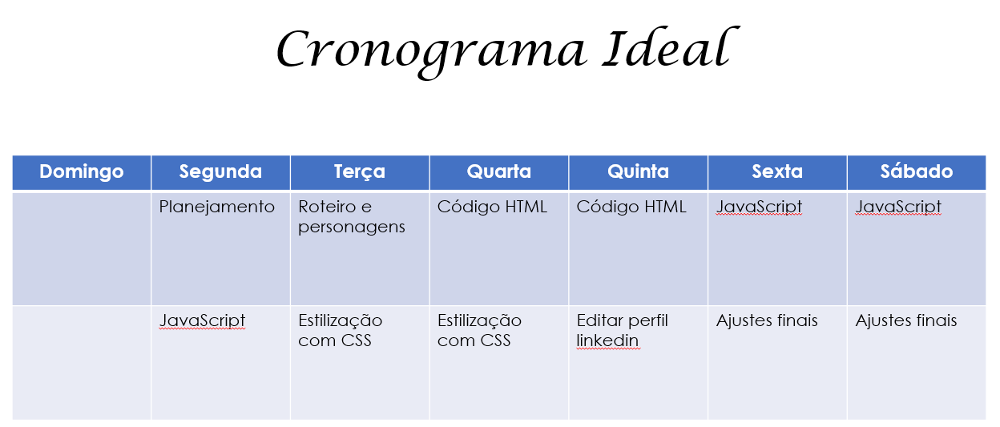 Cronograma Ideal
Domingo Segunda Terça Quarta Quinta Sexta Sábado
Planejamento Roteiro e Código HTML Código HTML JavaScript JavaScript
personagens
JavaScript Estilização Estilização Editar perfil Ajustes finais Ajustes finais
com CSS com CSS linkedin